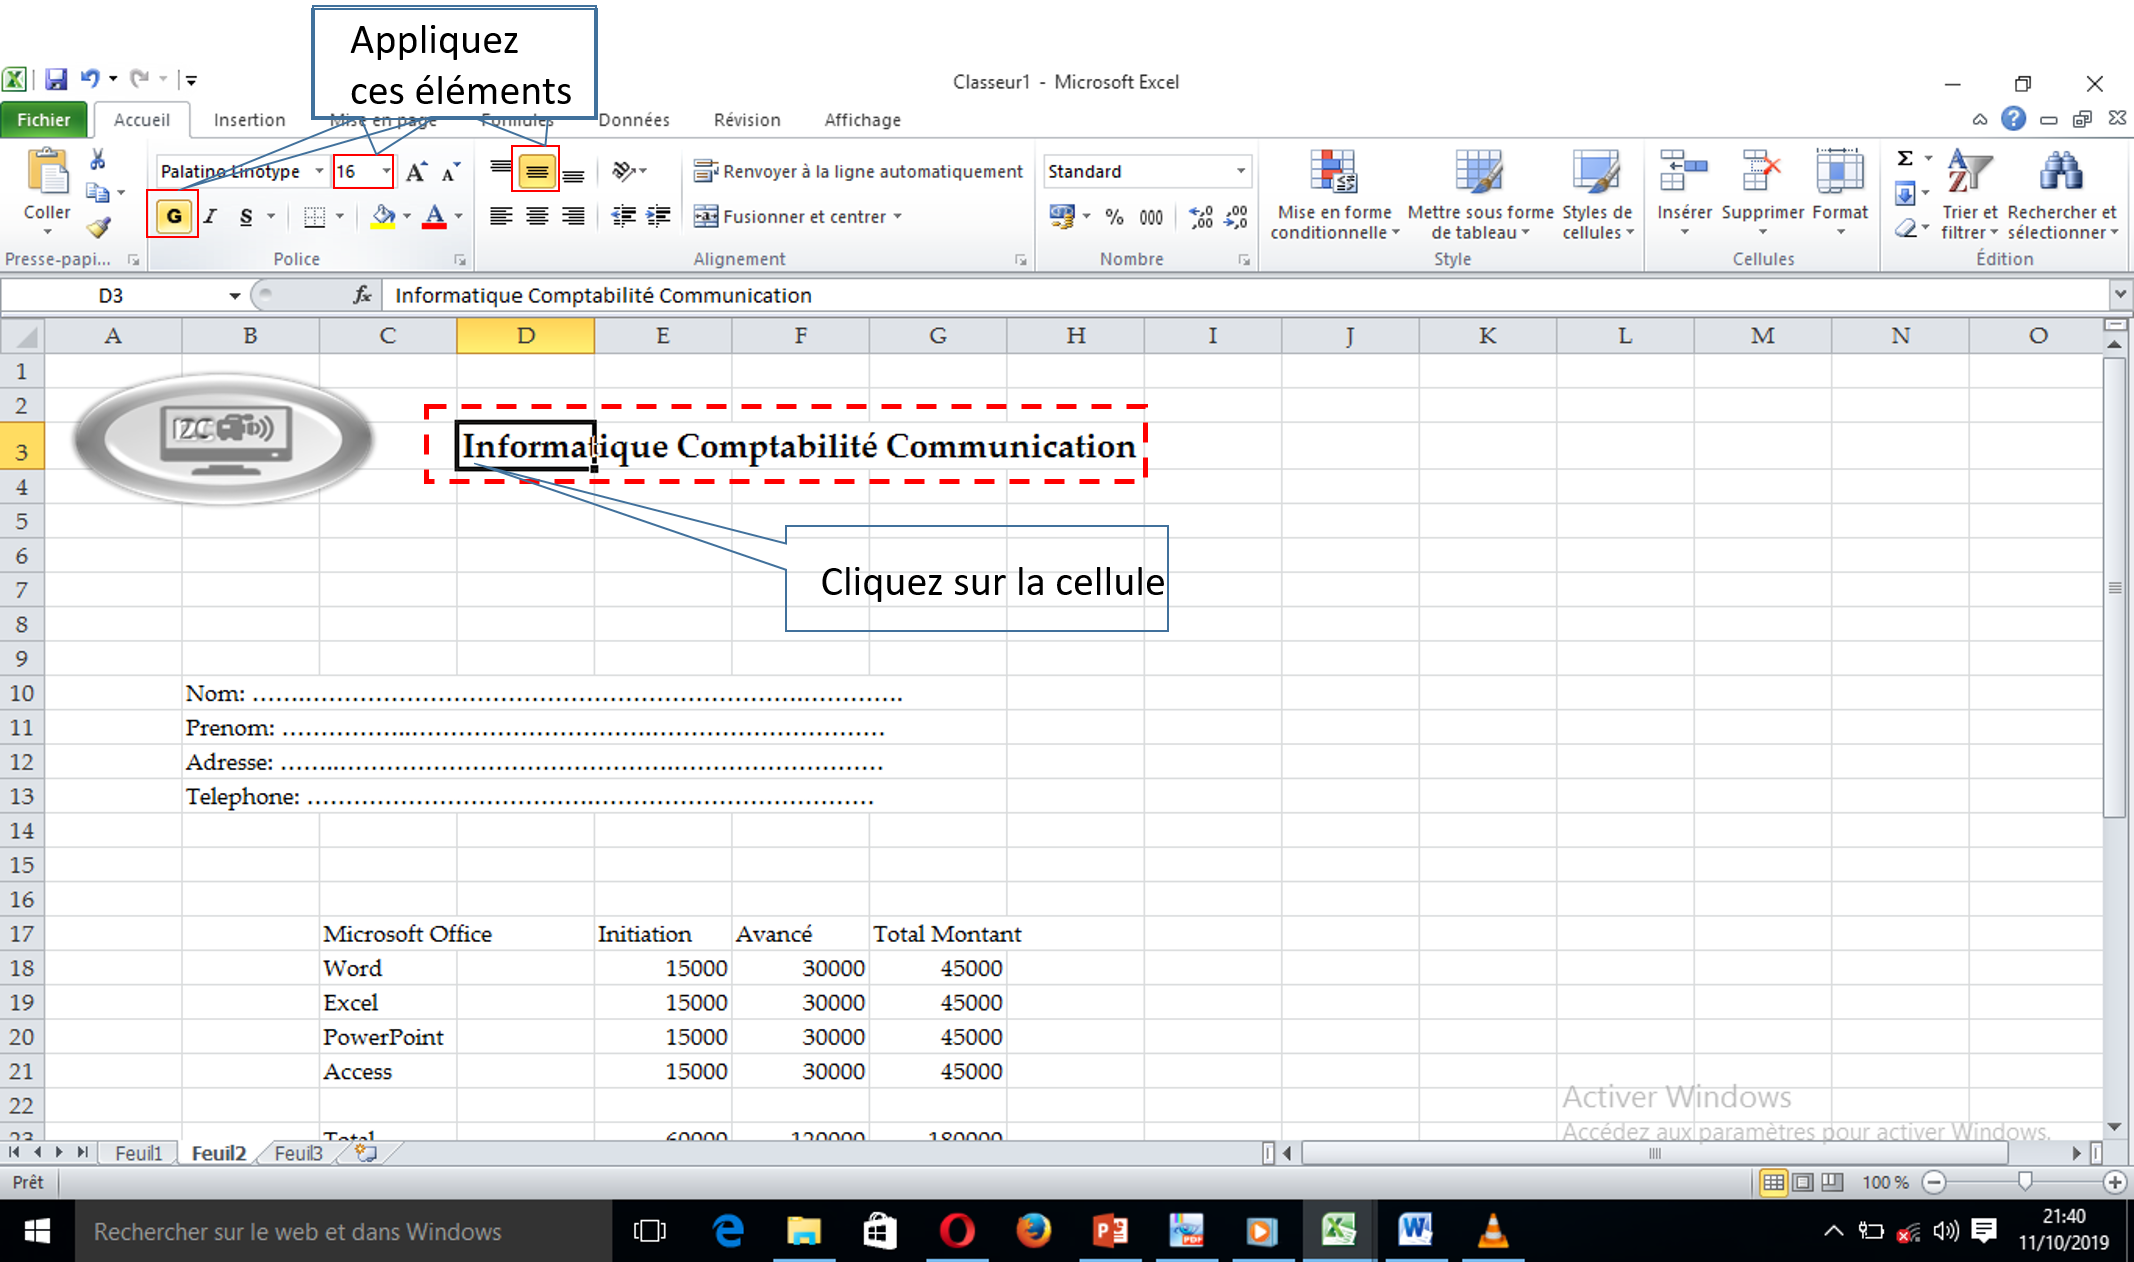 Appliquez
ces éléments
Classeur1 - Microsoft Excel
Fichier Accueil Insertion Mise en page Formules Données Révision Affichage
Palatino Linotype 16 Renvoyer à la ligne automatiquement Standard
Coller G I S Fusionner et centrer % 000
Mise en forme conditionnelle Mettre sous forme de tableau Styles de cellules Insérer Supprimer Format Σ Trier et filtrer Rechercher et sélectionner
Presse-papi... Police Alignement Nombre Style Cellules Édition
D3 fx Informatique Comptabilité Communication
A B C D E F G H I J K L M N O
1
2 I2C
3 Informatique Comptabilité Communication
4
5
6
Cliquez sur la cellule
7
8
9
10 Nom: ……………………………………………………………………….
11 Prenom: …………………………………………………………………
12 Adresse: …………………………………………………………………
13 Telephone: ………………………………………………………………
14
15
16
17 Microsoft Office Initiation Avancé Total Montant
18 Word 15000 30000 45000
19 Excel 15000 30000 45000
20 PowerPoint 15000 30000 45000
21 Access 15000 30000 45000
22
23 Total 60000 120000 180000
Activer Windows
Accédez aux paramètres pour activer Windows.
Feuil1 Feuil2 Feuil3
Prêt 100 %
Rechercher sur le web et dans Windows
21:40
11/10/2019